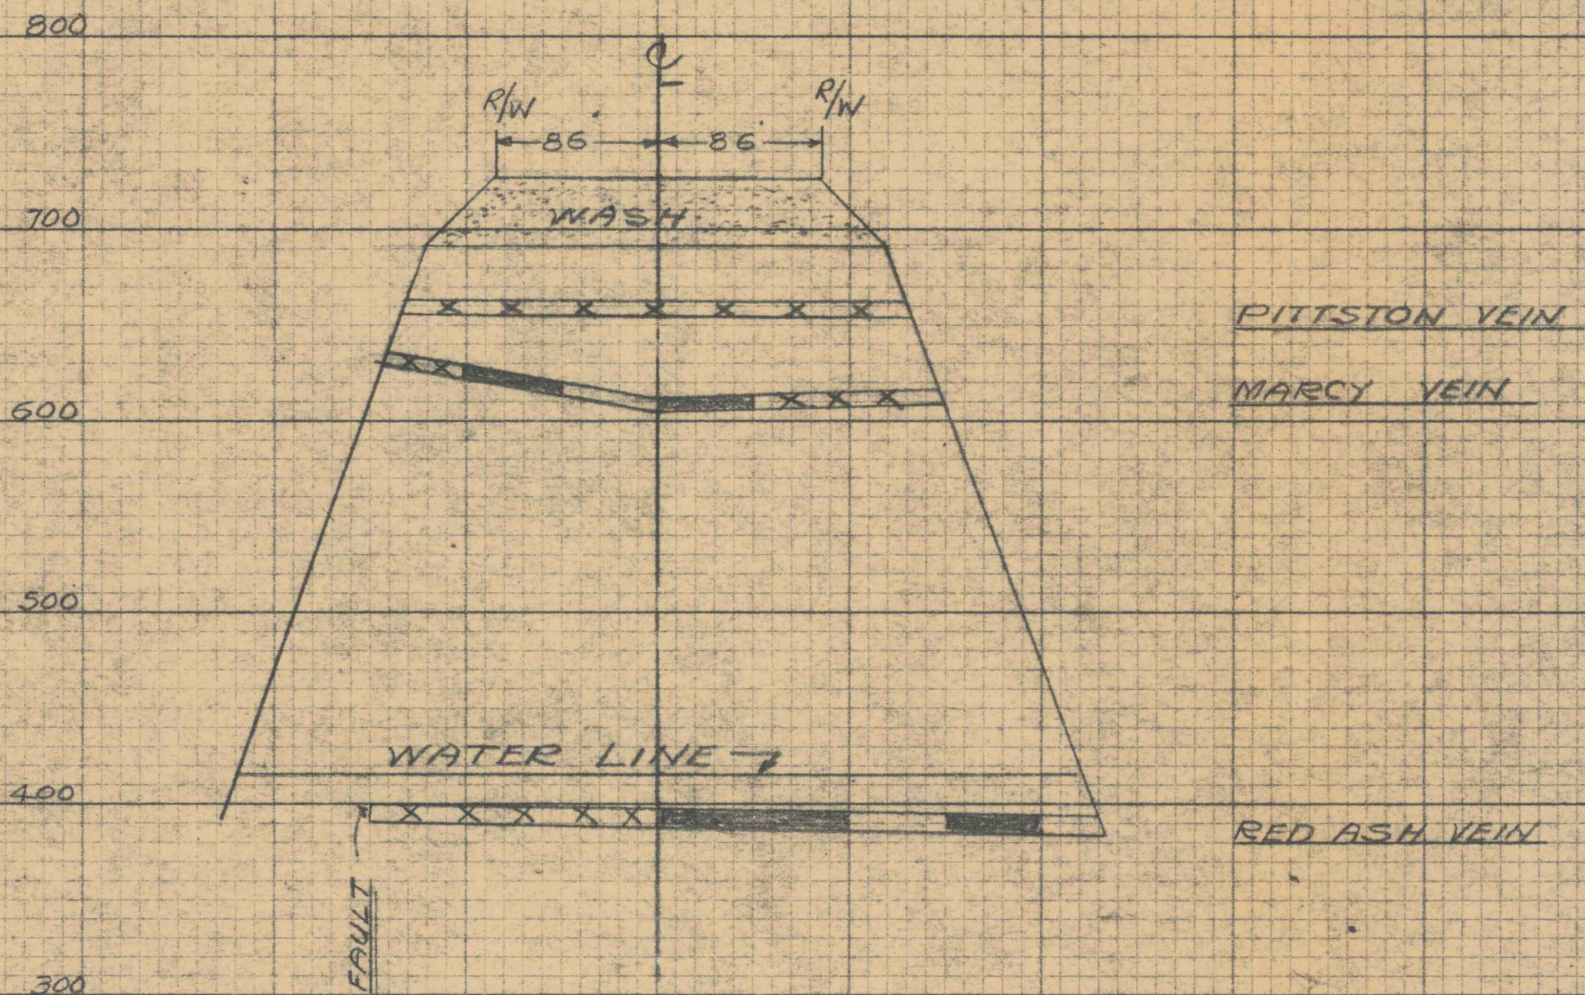 800
℄
R/W R/W
86 86
700
WASH
PITTSTON VEIN
MARCY VEIN
600
500
WATER LINE
400
RED ASH VEIN
FAULT
300